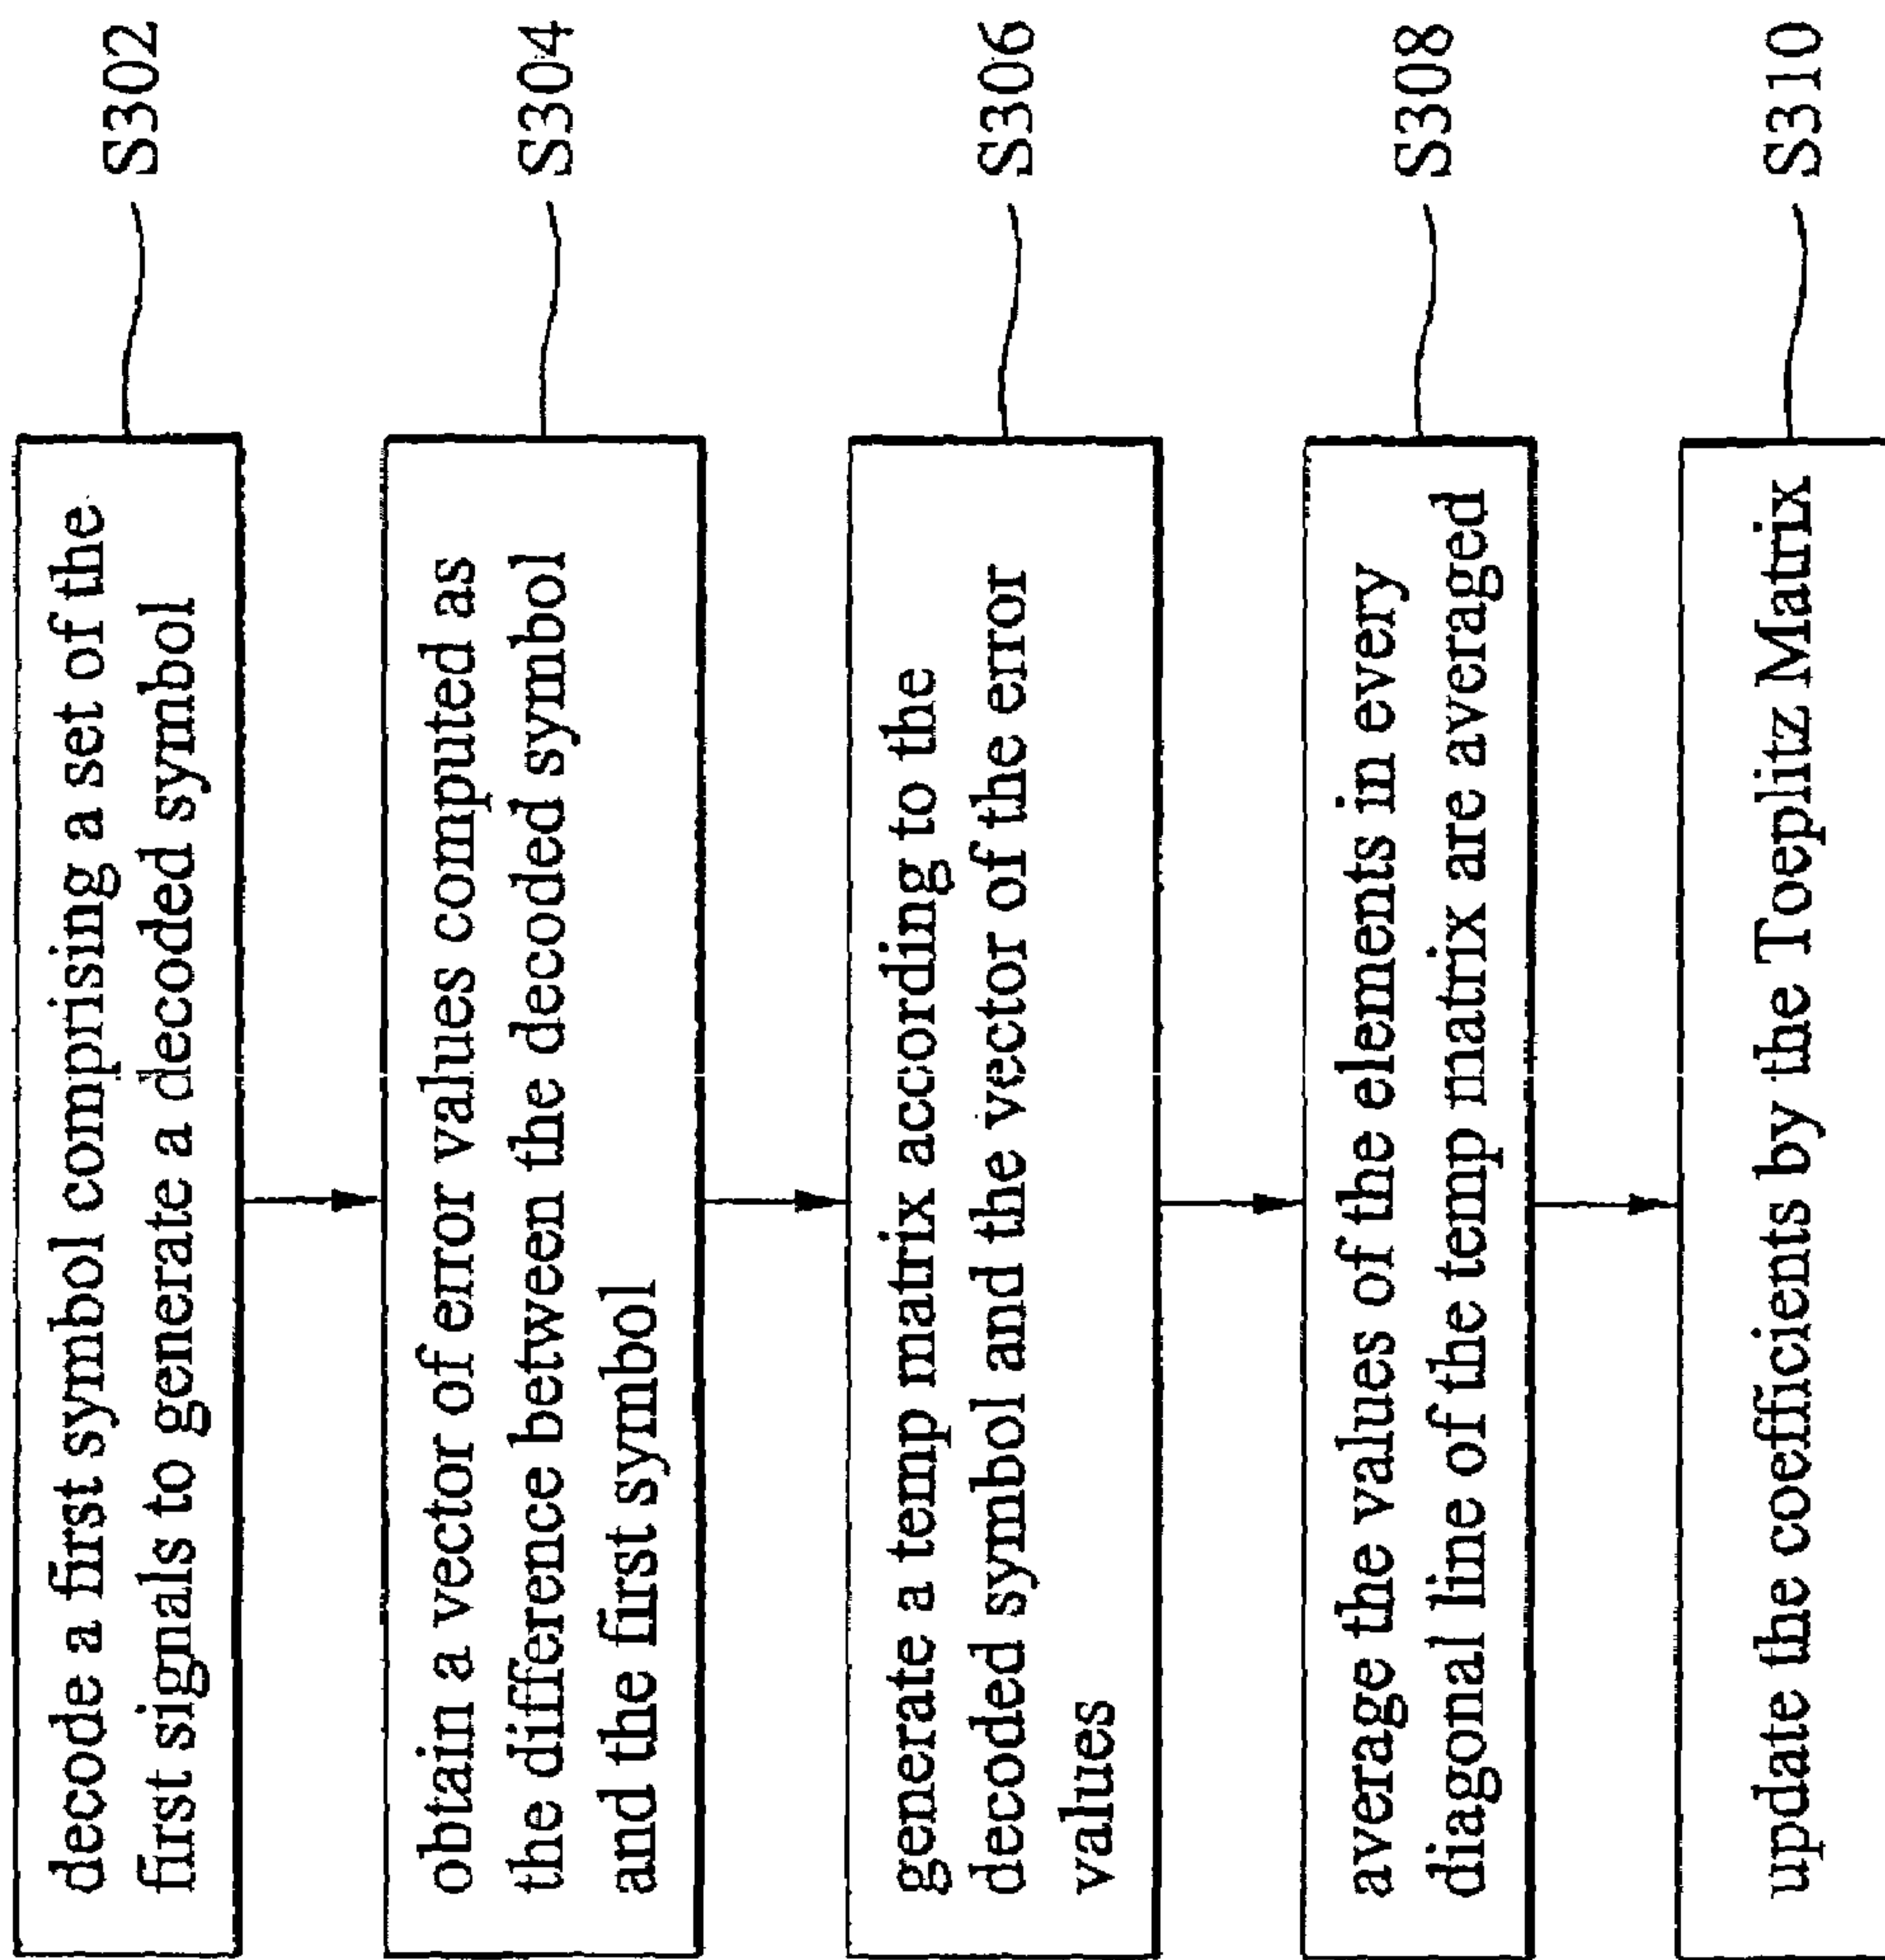 decode a first symbol comprising a set of the
first signals to generate a decoded symbol
S302
obtain a vector of error values computed as
the difference between the decoded symbol
and the first symbol
S304
generate a temp matrix according to the
decoded symbol and the vector of the error
values
S306
average the values of the elements in every
diagonal line of the temp matrix are averaged
S308
update the coefficients by the Toeplitz Matrix
S310